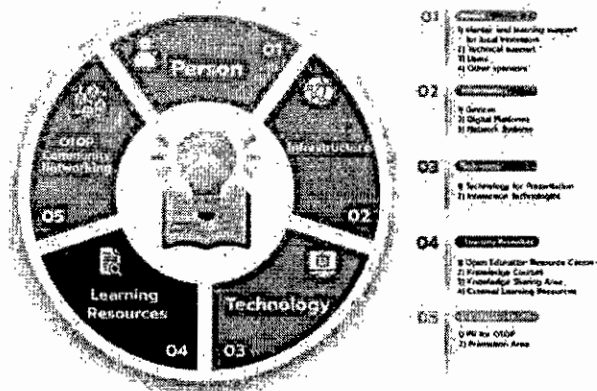 01
Person
Infrastructure
02
Technology
03
Learning
Resources
04
OTOP
Community
Networking
05
01
1) Mentor and learning support
for local Innovators
2) Technical support
3) Users
4) Other sponsors
02
1) Devices
2) Digital Platforms
3) Network Systems
03
1) Technology for Presentation
2) Immersive Technologies
04
Learning Resources
1) Open Education Resource
2) Knowledge Courses
3) Knowledge Sharing Area
4) External Learning Resources
05
1) PR for OTOP
2) Promotion Area